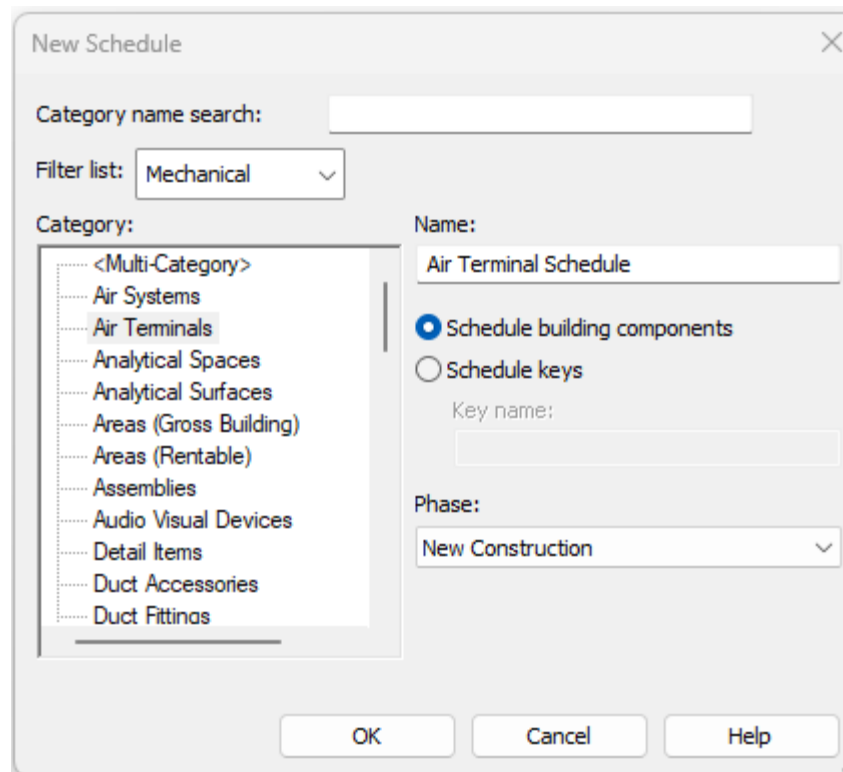 New Schedule
Category name search:
Filter list: Mechanical
Category:
<Multi-Category>
Air Systems
Air Terminals
Analytical Spaces
Analytical Surfaces
Areas (Gross Building)
Areas (Rentable)
Assemblies
Audio Visual Devices
Detail Items
Duct Accessories
Duct Fittings
Name:
Air Terminal Schedule
Schedule building components
Schedule keys
Key name:
Phase:
New Construction
OK Cancel Help